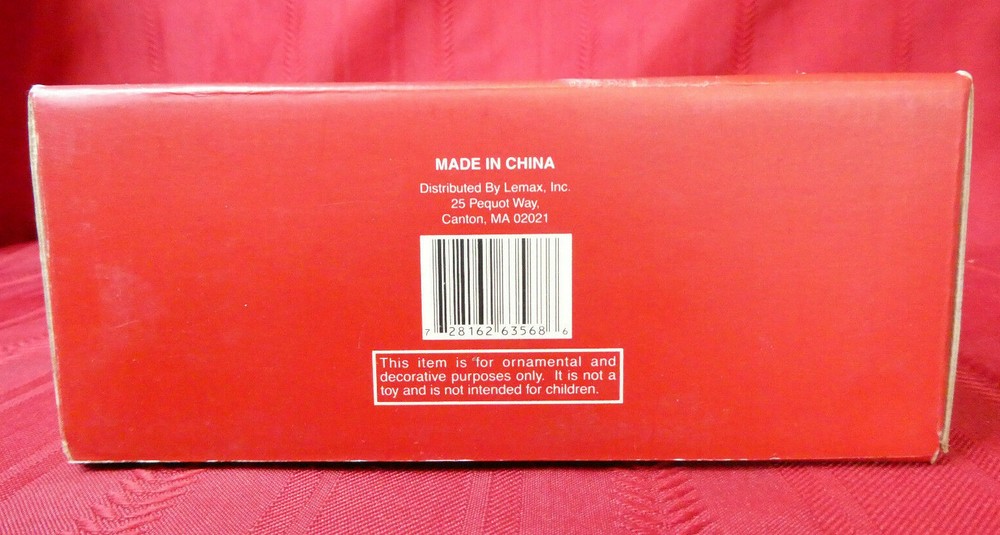 MADE IN CHINA
Distributed By Lemax, Inc.
25 Pequot Way,
Canton, MA 02021
7 28162 63568 6
This item is for ornamental and
decorative purposes only. It is not a
toy and is not intended for children.